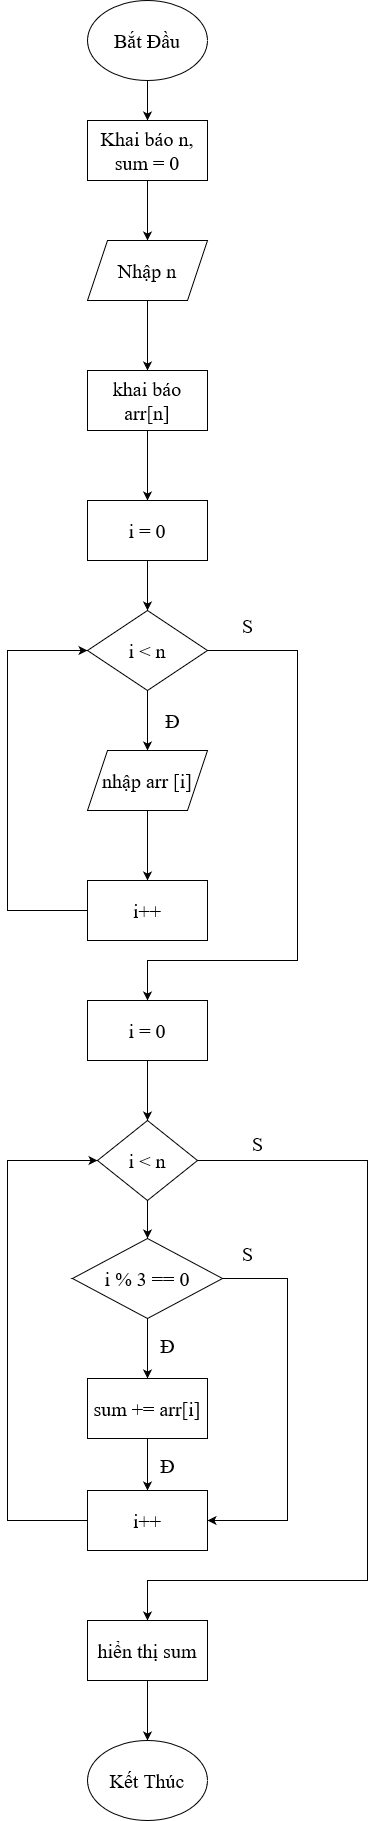 Bắt Đầu
Khai báo n,
sum = 0
Nhập n
khai báo
arr[n]
i = 0
S
i < n
Đ
nhập arr [i]
i++
i = 0
S
i < n
S
i % 3 == 0
Đ
sum += arr[i]
Đ
i++
hiển thị sum
Kết Thúc